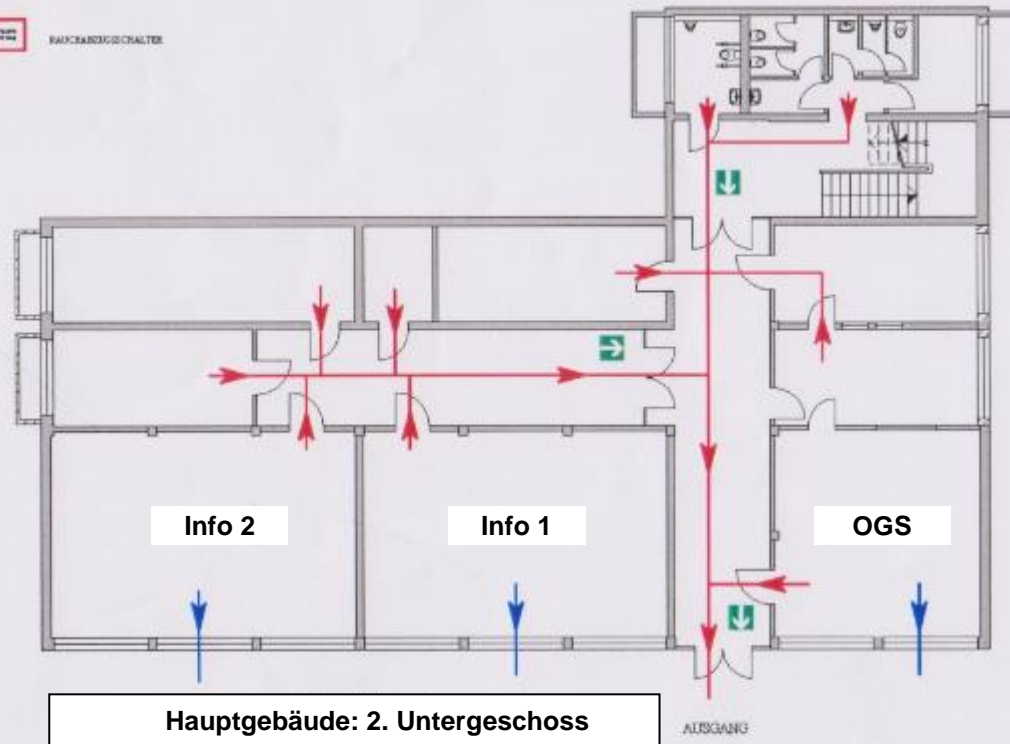 RAUCHABZUGSSCHALTER
Info 2
Info 1
OGS
Hauptgebäude: 2. Untergeschoss
AUSGANG